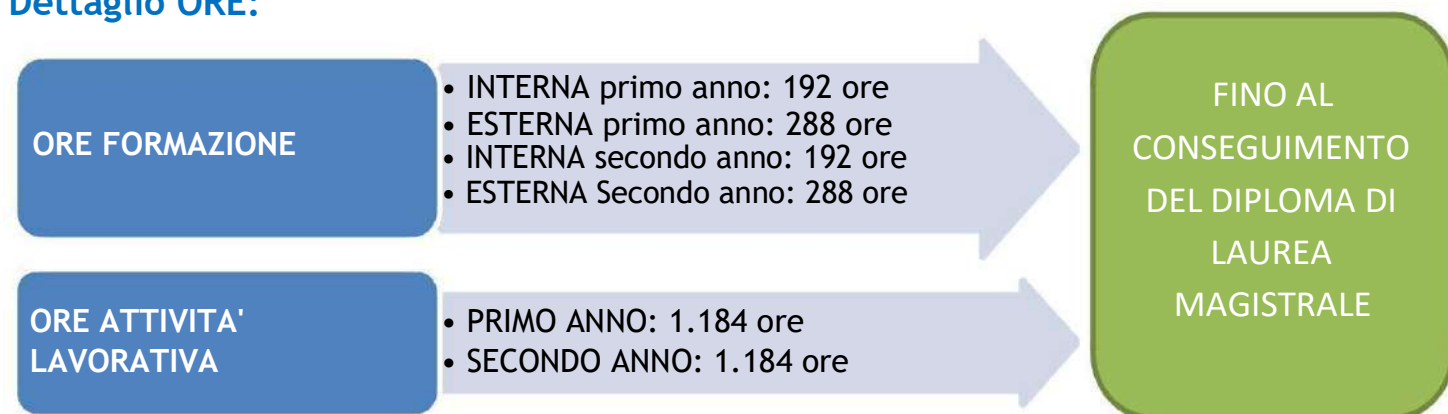 Dettaglio ORE:
ORE FORMAZIONE
• INTERNA primo anno: 192 ore
• ESTERNA primo anno: 288 ore
• INTERNA secondo anno: 192 ore
• ESTERNA Secondo anno: 288 ore
ORE ATTIVITA'
LAVORATIVA
• PRIMO ANNO: 1.184 ore
• SECONDO ANNO: 1.184 ore
FINO AL
CONSEGUIMENTO
DEL DIPLOMA DI
LAUREA
MAGISTRALE